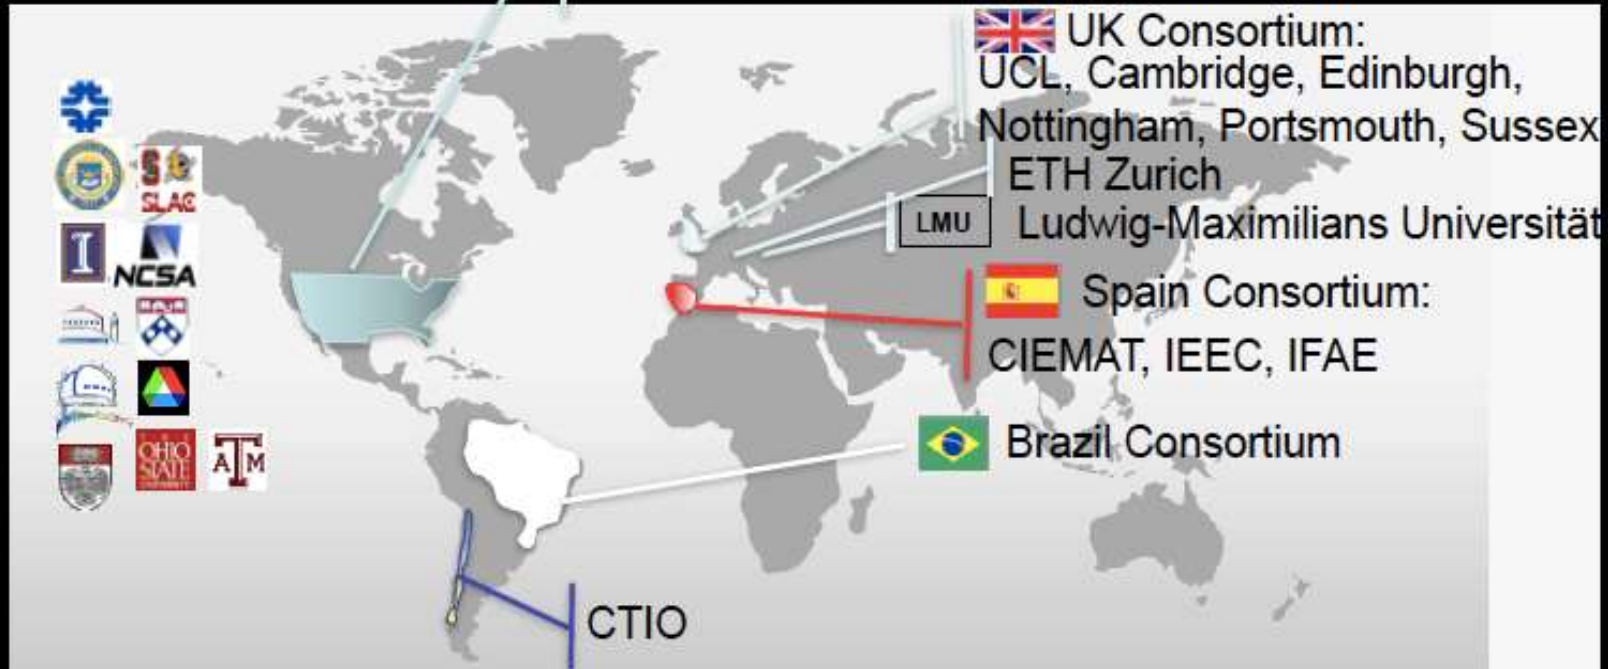 UK Consortium:
UCL, Cambridge, Edinburgh,
Nottingham, Portsmouth, Sussex
ETH Zurich
LMU Ludwig-Maximilians Universität
Spain Consortium:
CIEMAT, IEEC, IFAE
Brazil Consortium
CTIO
SLAC
I
NCSA
OHIO
STATE
A T M